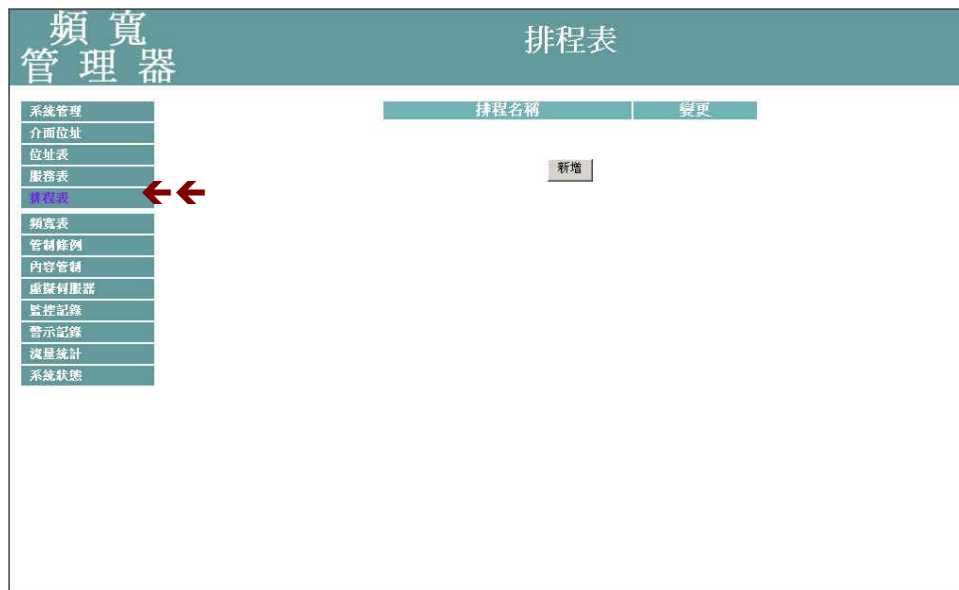 頻 寬
管 理 器
排程表
系統管理
介面位址
位址表
服務表
排程表
頻寬表
管制條例
內容管制
虛擬伺服器
監控記錄
警示記錄
流量統計
系統狀態
排程名稱 變更
新增